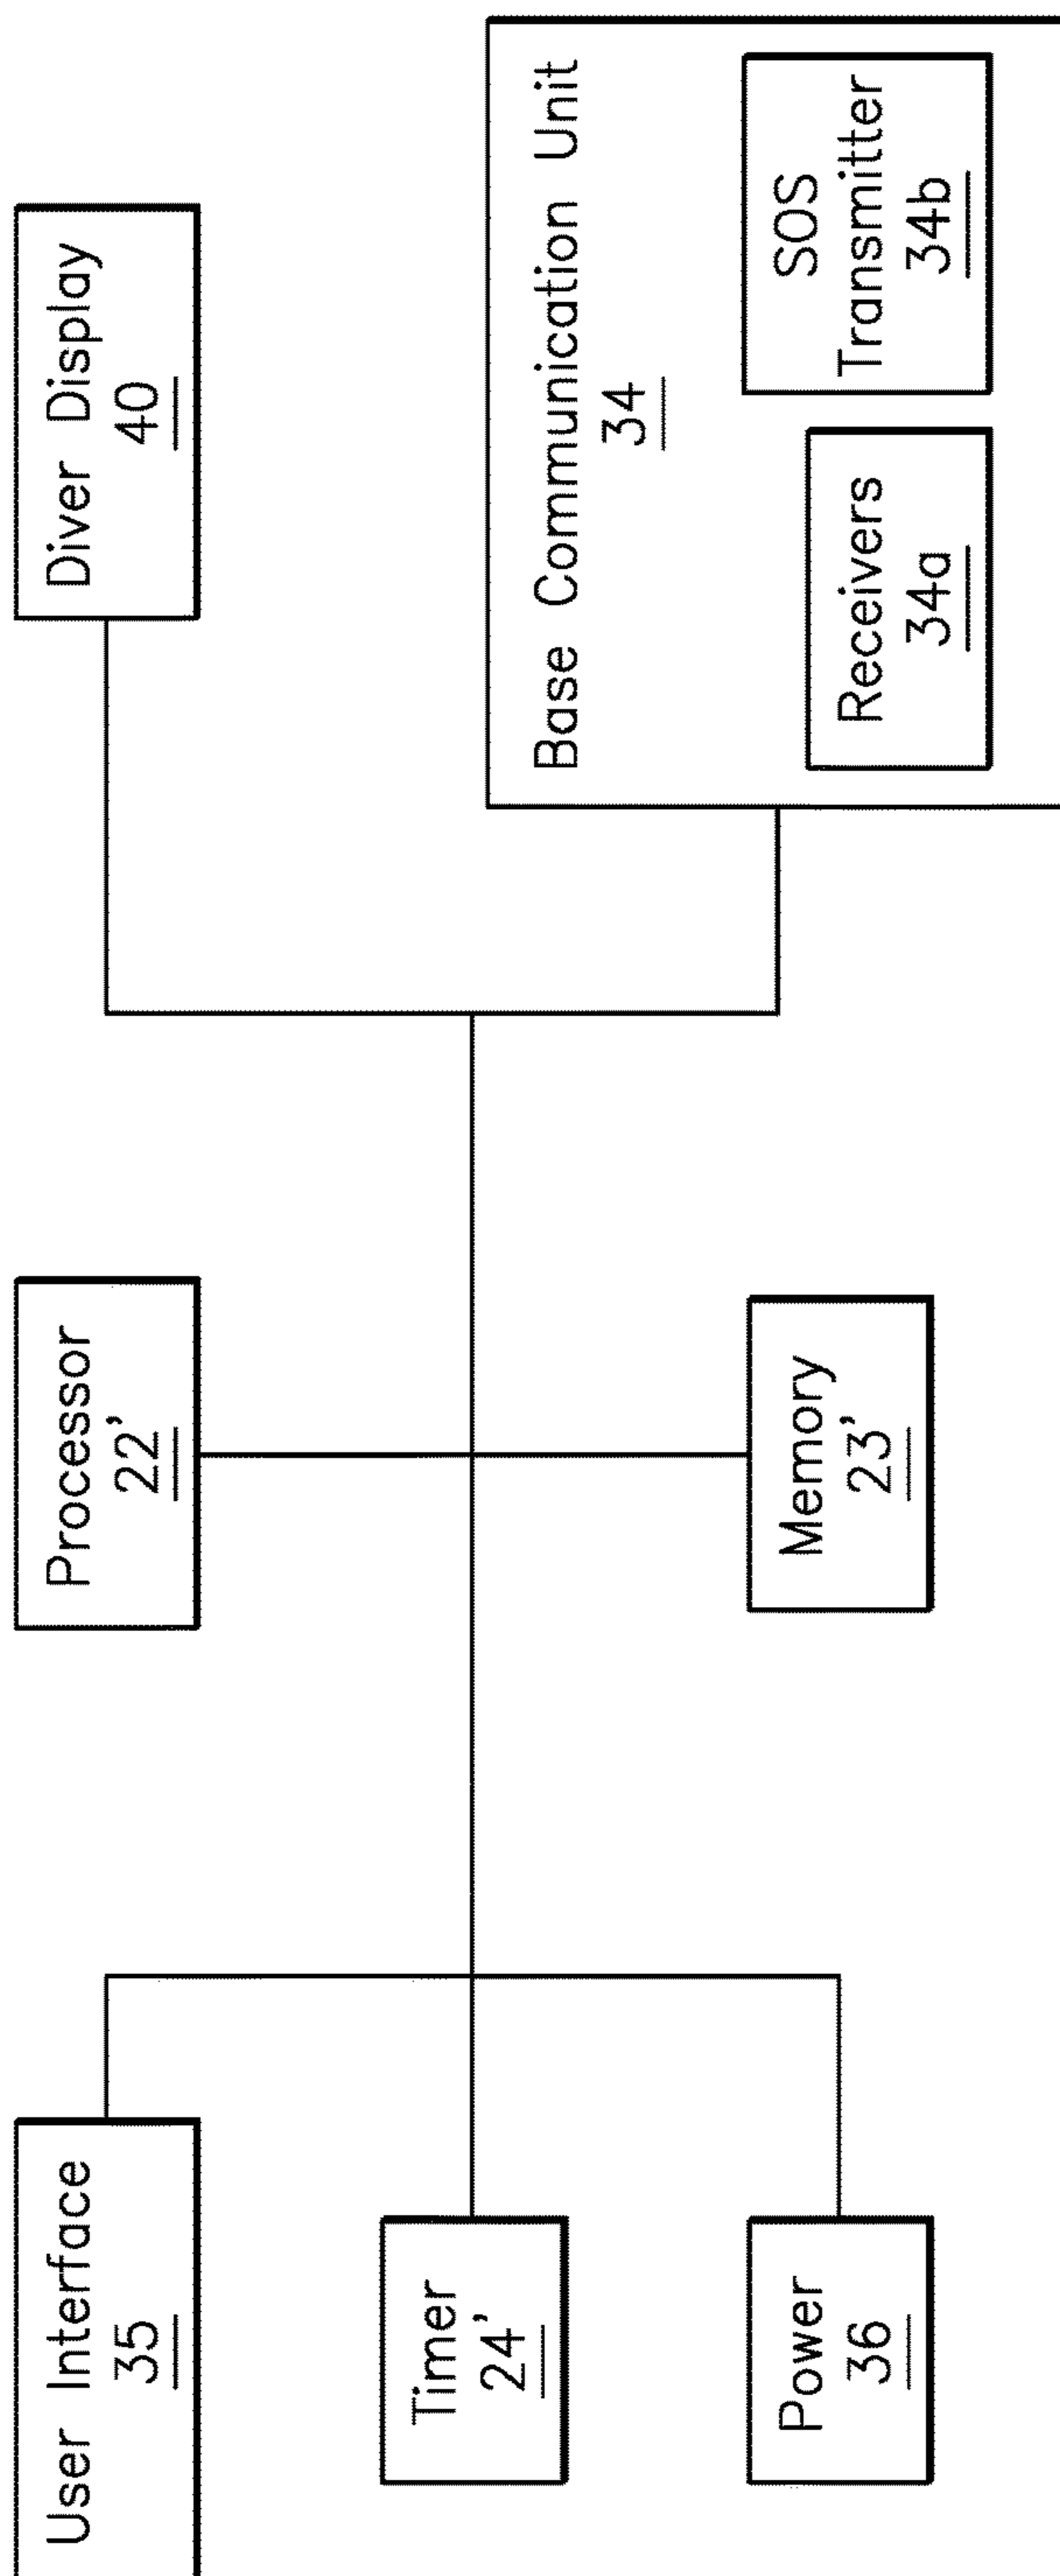 User Interface
35
Processor
22'
Diver Display
40
Timer
24'
Base Communication Unit
34
Power
36
Memory
23'
Receivers
34a
SOS
Transmitter
34b